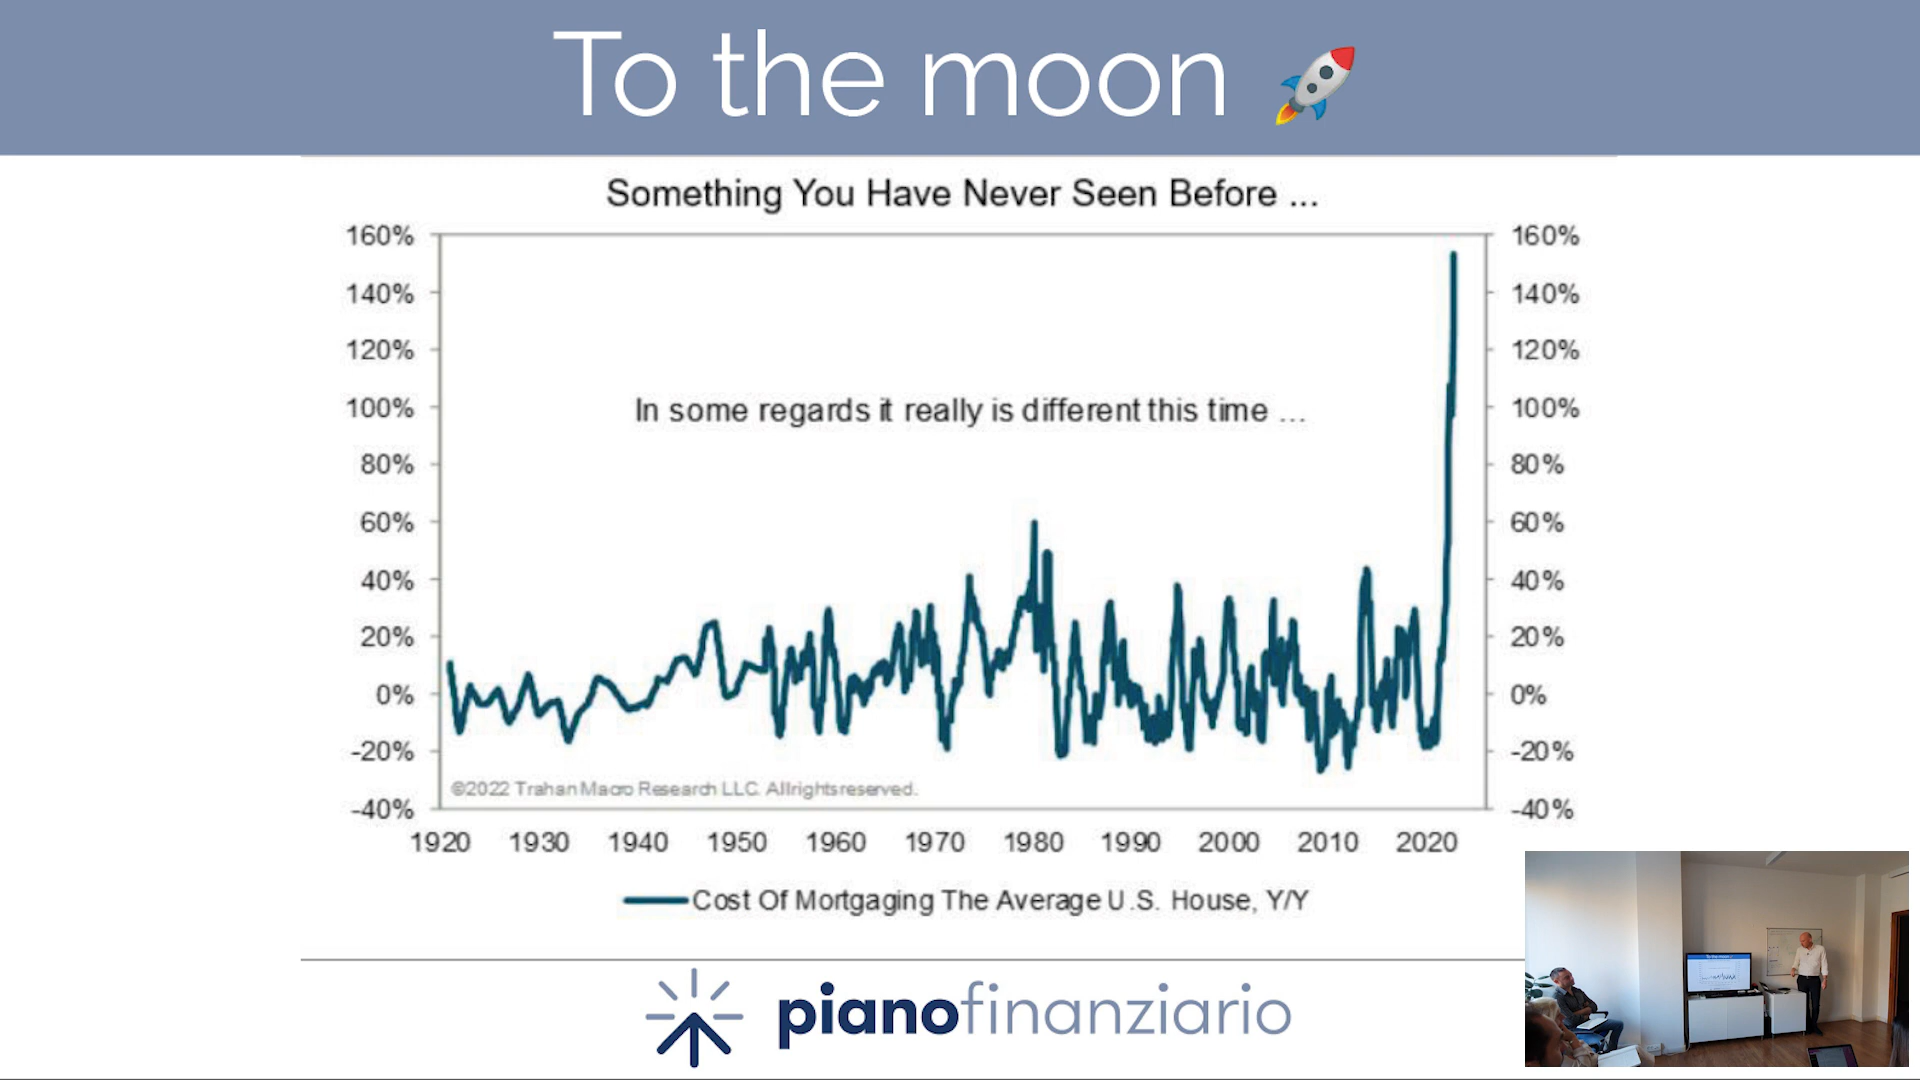 To the moon 🚀
Something You Have Never Seen Before ...
160% 160%
140% 140%
120% 120%
In some regards it really is different this time ...
100% 100%
80% 80%
60% 60%
40% 40%
20% 20%
0% 0%
-20% -20%
©2022 Trahan Macro Research LLC. All rights reserved.
-40% -40%
1920 1930 1940 1950 1960 1970 1980 1990 2000 2010 2020
Cost Of Mortgaging The Average U.S. House, Y/Y
pianofinanziario
To the moon